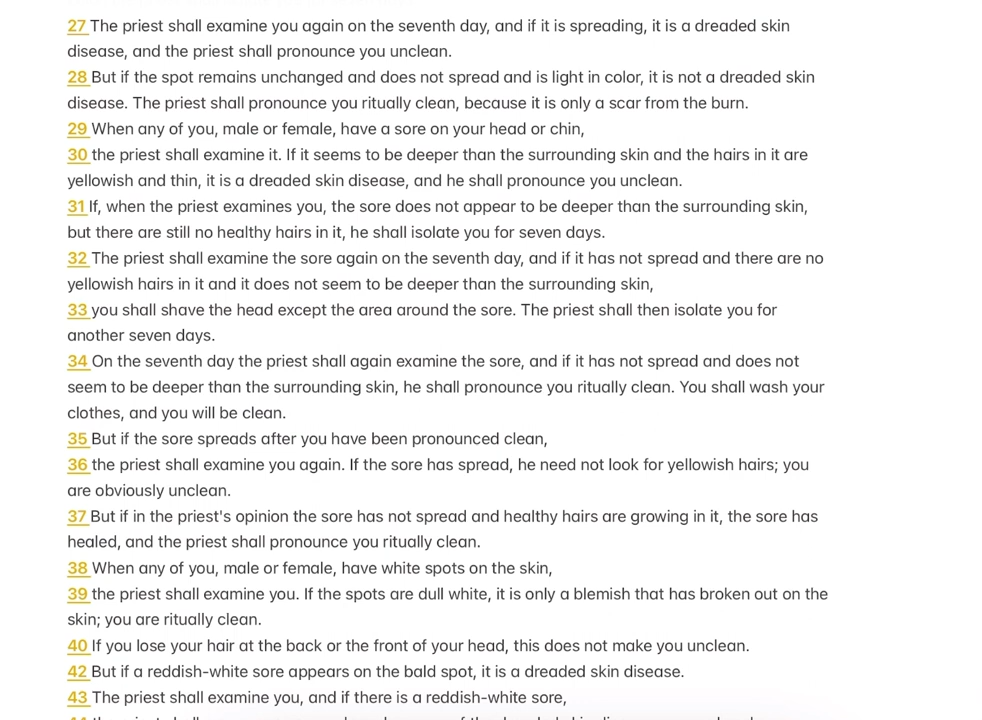 27 The priest shall examine you again on the seventh day, and if it is spreading, it is a dreaded skin
disease, and the priest shall pronounce you unclean.
28 But if the spot remains unchanged and does not spread and is light in color, it is not a dreaded skin
disease. The priest shall pronounce you ritually clean, because it is only a scar from the burn.
29 When any of you, male or female, have a sore on your head or chin,
30 the priest shall examine it. If it seems to be deeper than the surrounding skin and the hairs in it are
yellowish and thin, it is a dreaded skin disease, and he shall pronounce you unclean.
31 If, when the priest examines you, the sore does not appear to be deeper than the surrounding skin,
but there are still no healthy hairs in it, he shall isolate you for seven days.
32 The priest shall examine the sore again on the seventh day, and if it has not spread and there are no
yellowish hairs in it and it does not seem to be deeper than the surrounding skin,
33 you shall shave the head except the area around the sore. The priest shall then isolate you for
another seven days.
34 On the seventh day the priest shall again examine the sore, and if it has not spread and does not
seem to be deeper than the surrounding skin, he shall pronounce you ritually clean. You shall wash your
clothes, and you will be clean.
35 But if the sore spreads after you have been pronounced clean,
36 the priest shall examine you again. If the sore has spread, he need not look for yellowish hairs; you
are obviously unclean.
37 But if in the priest's opinion the sore has not spread and healthy hairs are growing in it, the sore has
healed, and the priest shall pronounce you ritually clean.
38 When any of you, male or female, have white spots on the skin,
39 the priest shall examine you. If the spots are dull white, it is only a blemish that has broken out on the
skin; you are ritually clean.
40 If you lose your hair at the back or the front of your head, this does not make you unclean.
42 But if a reddish-white sore appears on the bald spot, it is a dreaded skin disease.
43 The priest shall examine you, and if there is a reddish-white sore,